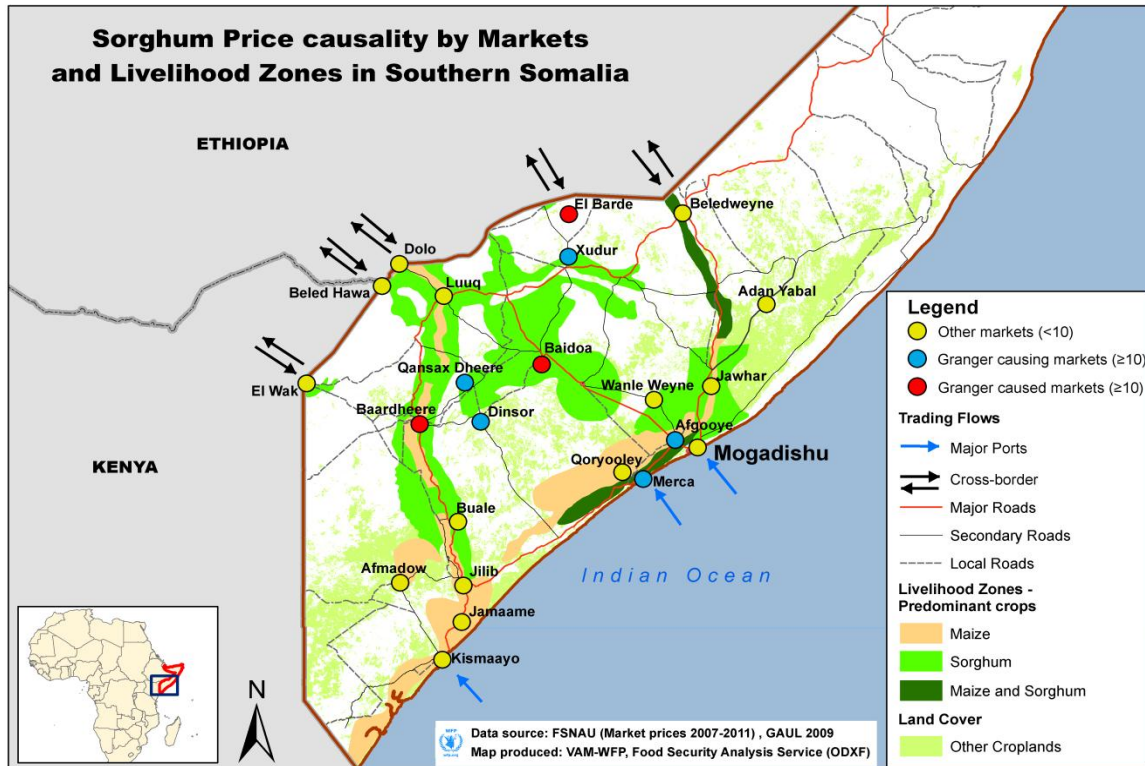 Sorghum Price causality by Markets
and Livelihood Zones in Southern Somalia
ETHIOPIA
El Barde
Beledweyne
Xudur
Dolo
Beled Hawa
Luuq
Adan Yabal
Baidoa
Qansax Dheere
El Wak
Wanle Weyne
Jawhar
Baardheere
Dinsor
Afgooye
Mogadishu
KENYA
Qoryooley
Merca
Buale
Afmadow
Jilib
Indian Ocean
Jamaame
Kismaayo
N
Legend
Other markets (<10)
Granger causing markets (≥10)
Granger caused markets (≥10)
Trading Flows
Major Ports
Cross-border
Major Roads
Secondary Roads
Local Roads
Livelihood Zones -
Predominant crops
Maize
Sorghum
Maize and Sorghum
Land Cover
Other Croplands
WFP
wfp.org
Data source: FSNAU (Market prices 2007-2011) , GAUL 2009
Map produced: VAM-WFP, Food Security Analysis Service (ODXF)